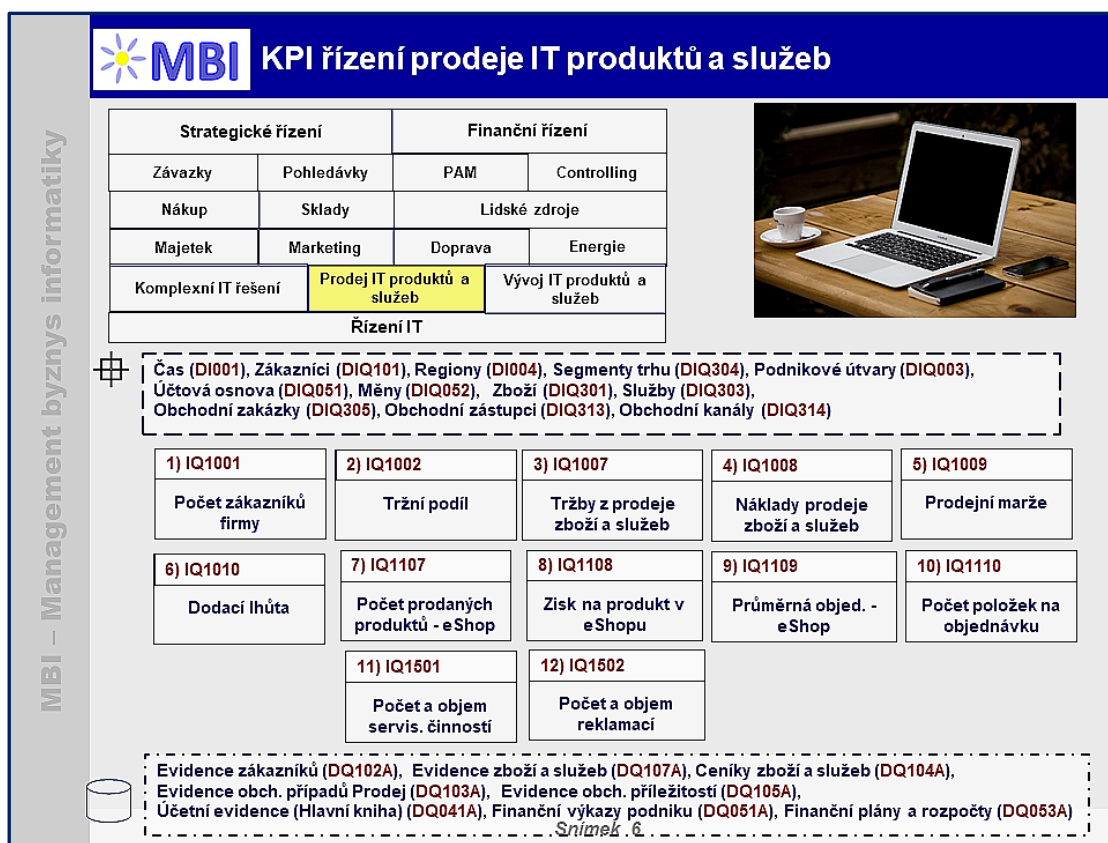 MBI
KPI řízení prodeje IT produktů a služeb
MBI – Management byznys informatiky
Strategické řízení
Finanční řízení
Závazky
Pohledávky
PAM
Controlling
Nákup
Sklady
Lidské zdroje
Majetek
Marketing
Doprava
Energie
Komplexní IT řešení
Prodej IT produktů a
služeb
Vývoj IT produktů a
služeb
Řízení IT
Čas (DI001), Zákazníci (DIQ101), Regiony (DI004), Segmenty trhu (DIQ304), Podnikové útvary (DIQ003),
Účtová osnova (DIQ051), Měny (DIQ052), Zboží (DIQ301), Služby (DIQ303),
Obchodní zakázky (DIQ305), Obchodní zástupci (DIQ313), Obchodní kanály (DIQ314)
1) IQ1001
Počet zákazníků
firmy
2) IQ1002
Tržní podíl
3) IQ1007
Tržby z prodeje
zboží a služeb
4) IQ1008
Náklady prodeje
zboží a služeb
5) IQ1009
Prodejní marže
6) IQ1010
Dodací lhůta
7) IQ1107
Počet prodaných
produktů - eShop
8) IQ1108
Zisk na produkt v
eShopu
9) IQ1109
Průměrná objed. -
eShop
10) IQ1110
Počet položek na
objednávku
11) IQ1501
Počet a objem
servis. činností
12) IQ1502
Počet a objem
reklamací
Evidence zákazníků (DQ102A), Evidence zboží a služeb (DQ107A), Ceníky zboží a služeb (DQ104A),
Evidence obch. případů Prodej (DQ103A), Evidence obch. příležitostí (DQ105A),
Účetní evidence (Hlavní kniha) (DQ041A), Finanční výkazy podniku (DQ051A), Finanční plány a rozpočty (DQ053A)
Snímek 6